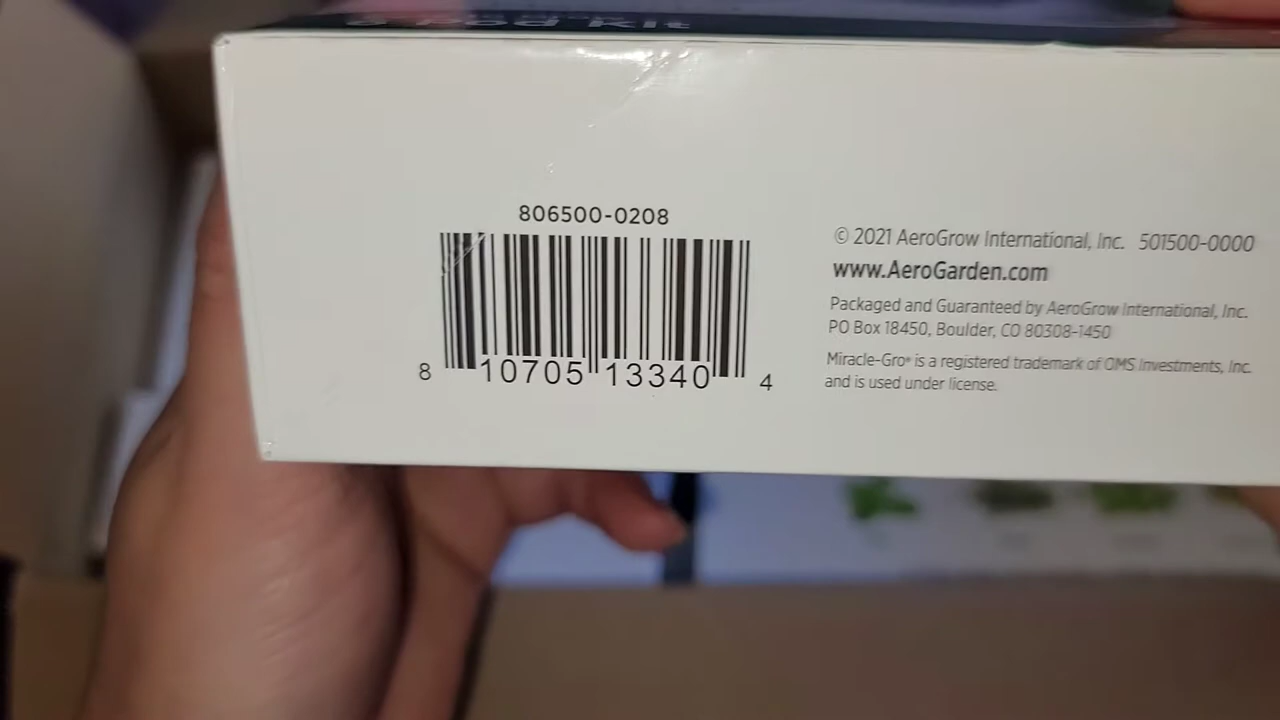 pod kit
806500-0208
8 10705 13340 4
© 2021 AeroGrow International, Inc. 501500-0000
www.AeroGarden.com
Packaged and Guaranteed by AeroGrow International, Inc.
PO Box 18450, Boulder, CO 80308-1450
Miracle-Gro® is a registered trademark of OMS Investments, Inc.
and is used under license.